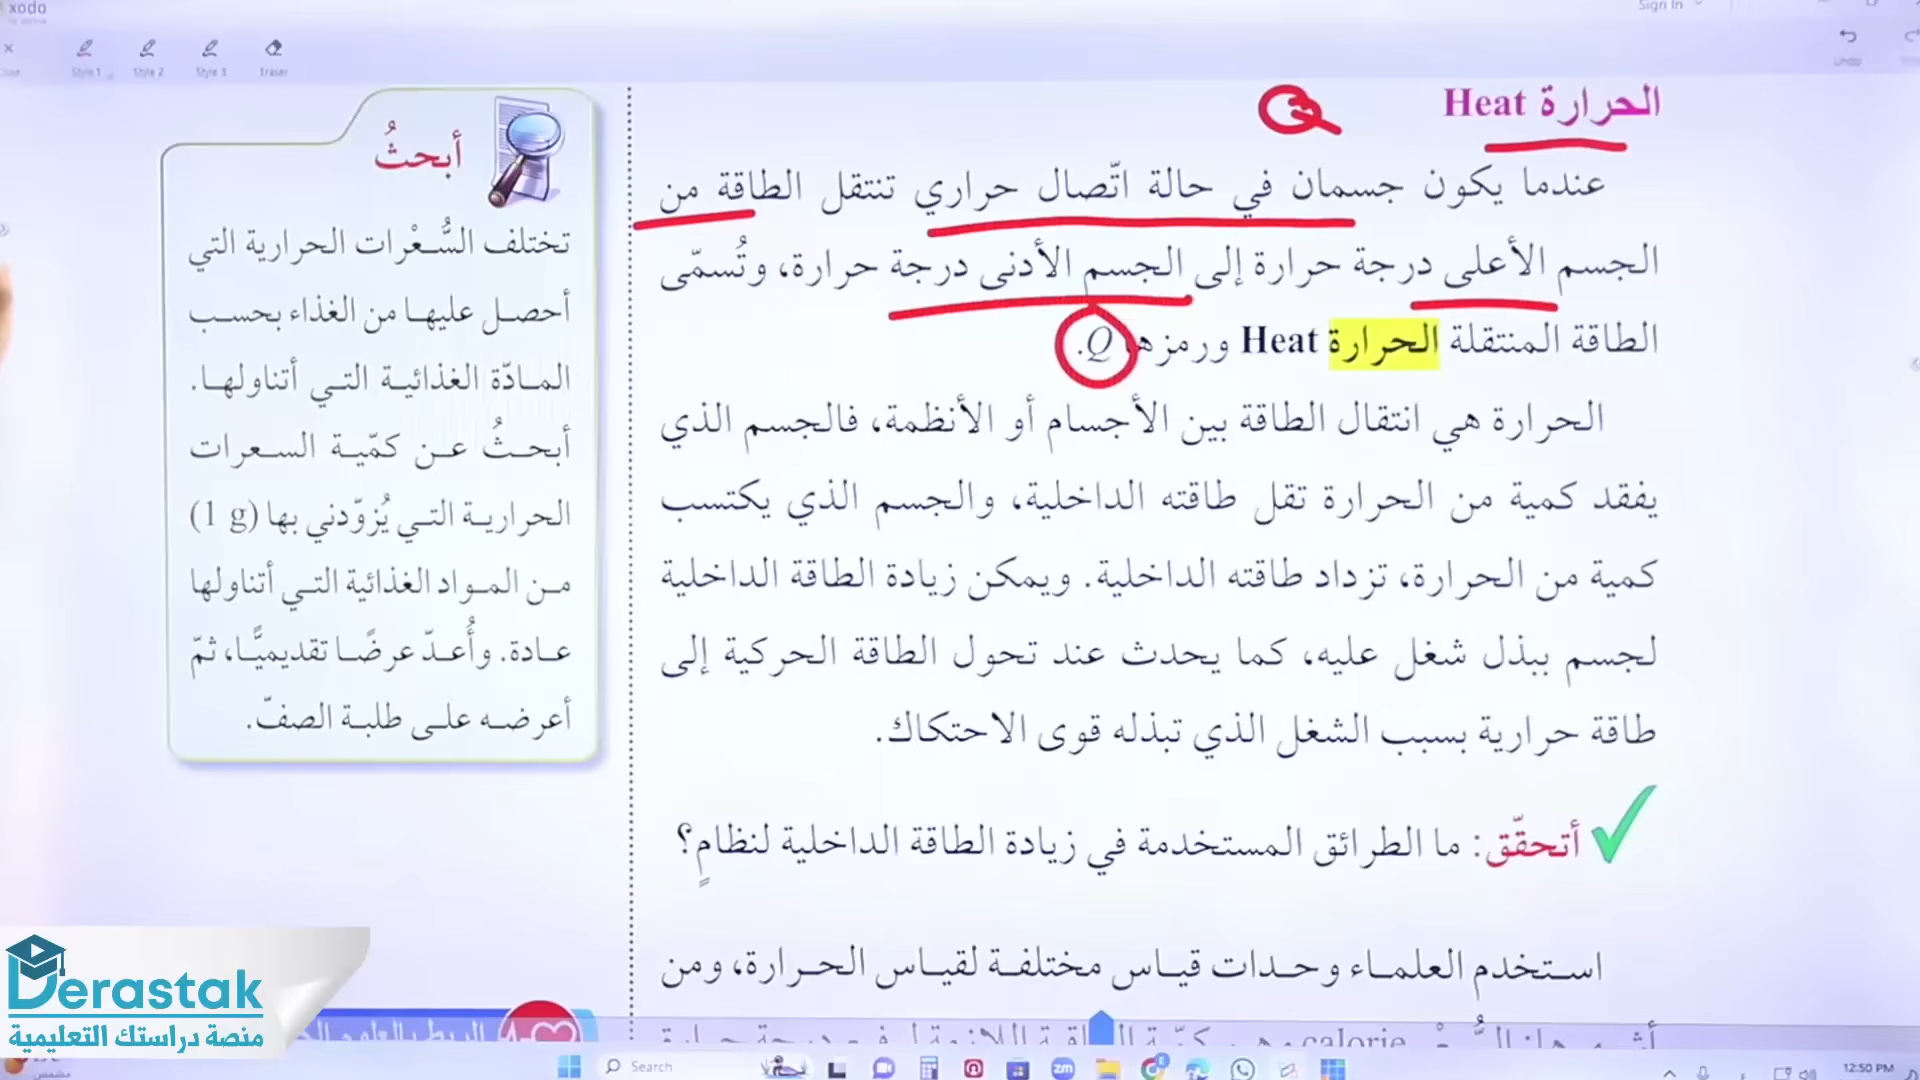 xodo
Sign In
Style 1
Style 2
Style 3
Eraser
الحرارة Heat
Q
عندما يكون جسمان في حالة اتّصال حراري تنتقل الطاقة من
الجسم الأعلى درجة حرارة إلى الجسم الأدنى درجة حرارة، وتُسمّى
الطاقة المنتقلة الحرارة Heat ورمزها Q.
الحرارة هي انتقال الطاقة بين الأجسام أو الأنظمة، فالجسم الذي
يفقد كمية من الحرارة تقل طاقته الداخلية، والجسم الذي يكتسب
كمية من الحرارة، تزداد طاقته الداخلية. ويمكن زيادة الطاقة الداخلية
لجسم ببذل شغل عليه، كما يحدث عند تحول الطاقة الحركية إلى
طاقة حرارية بسبب الشغل الذي تبذله قوى الاحتكاك.
أتحقّق: ما الطرائق المستخدمة في زيادة الطاقة الداخلية لنظامٍ؟
استخدم العلماء وحدات قياس مختلفة لقياس الحرارة، ومن
calorie
أبحثُ
تختلف السُّعْرات الحرارية التي
أحصل عليها من الغذاء بحسب
المادّة الغذائية التي أتناولها.
أبحثُ عن كمّية السعرات
الحرارية التي يُزوّدني بها (1 g)
من المواد الغذائية التي أتناولها
عادة. وأُعدّ عرضًا تقديميًّا، ثمّ
أعرضه على طلبة الصفّ.
Derastak
منصة دراستك التعليمية
Search
zm
12:50 PM